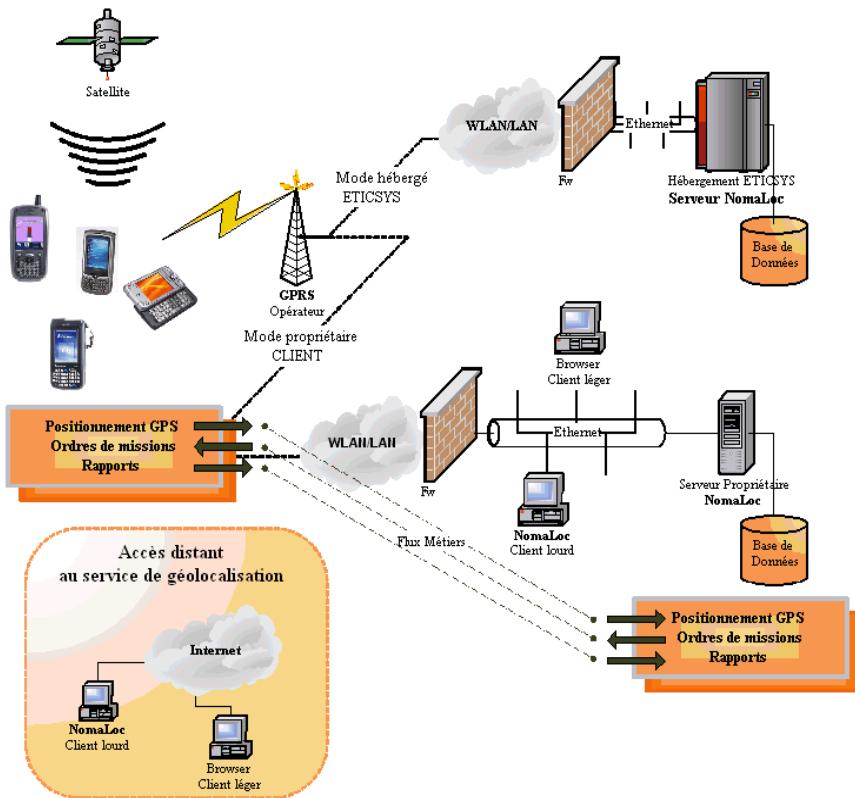 Satellite
WLAN/LAN
Ethernet
Fw
Hébergement ETICSYS
Serveur NomaLoc
Base de
Données
Mode hébergé
ETICSYS
GPRS
Opérateur
Mode propriétaire
CLIENT
Browser
Client léger
Positionnement GPS
Ordres de missions
Rapports
WLAN/LAN
Fw
Ethernet
NomaLoc
Client lourd
Serveur Propriétaire
NomaLoc
Base de
Données
Flux Métiers
Accès distant
au service de géolocalisation
Internet
NomaLoc
Client lourd
Browser
Client léger
Positionnement GPS
Ordres de missions
Rapports